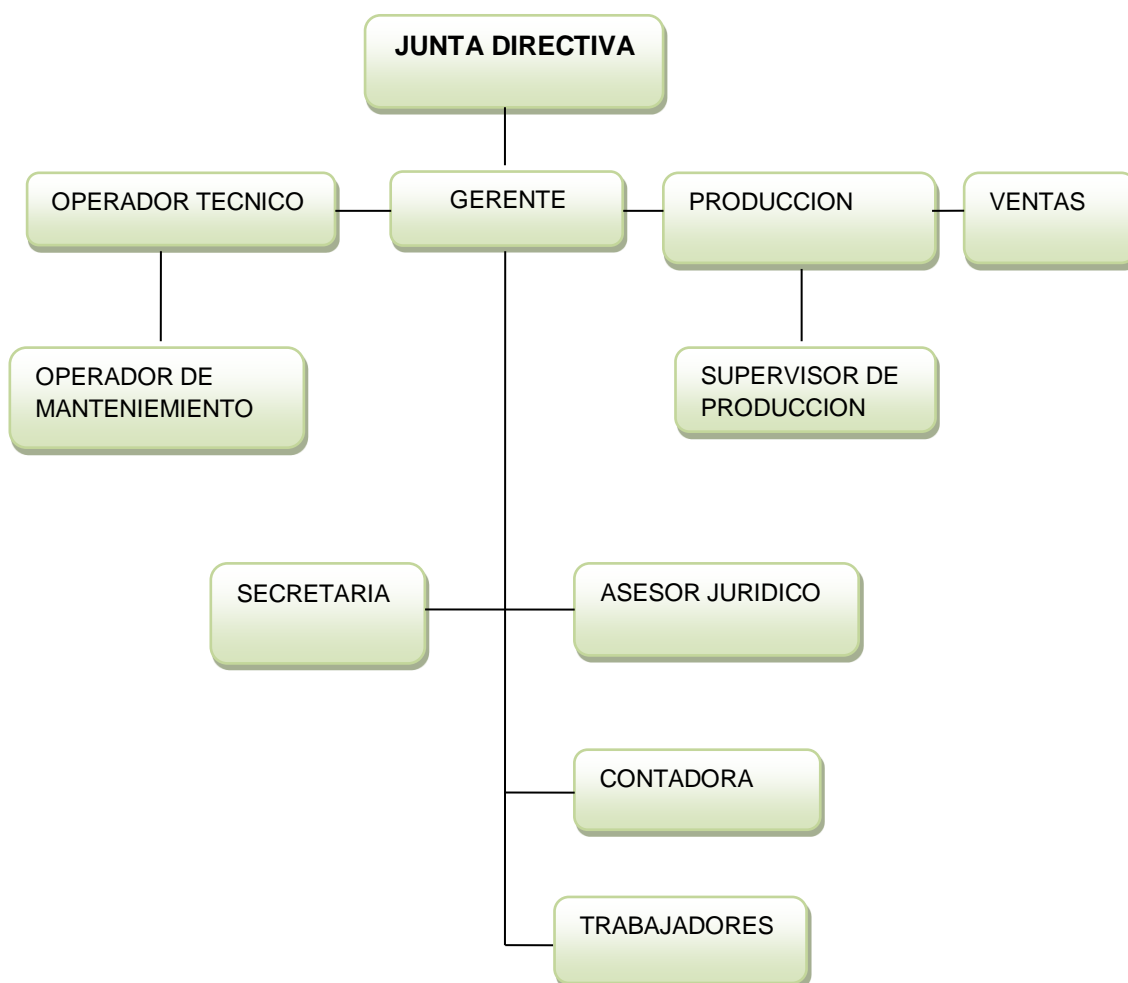 JUNTA DIRECTIVA
OPERADOR TECNICO
GERENTE
PRODUCCION
VENTAS
OPERADOR DE
MANTENIEMIENTO
SUPERVISOR DE
PRODUCCION
SECRETARIA
ASESOR JURIDICO
CONTADORA
TRABAJADORES